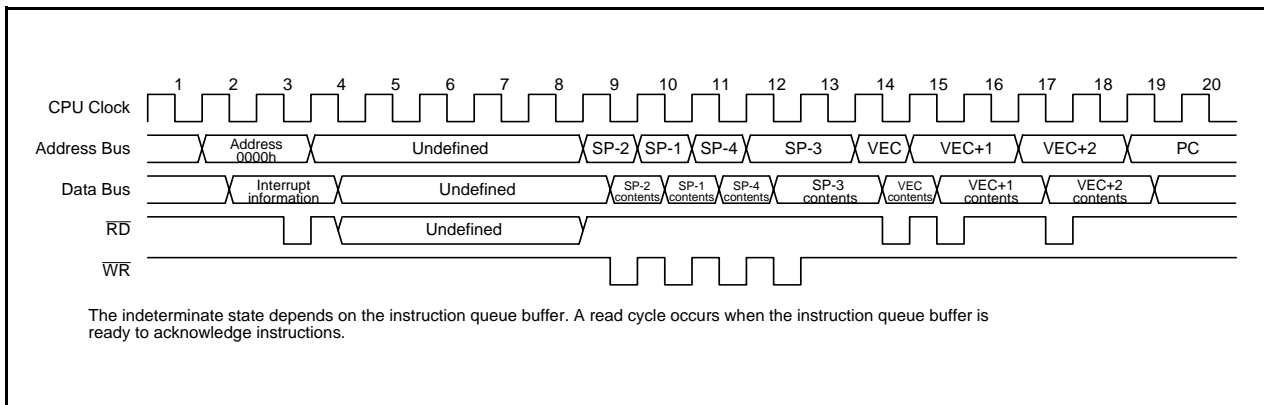 1 2 3 4 5 6 7 8 9 10 11 12 13 14 15 16 17 18 19 20
CPU Clock
Address Bus Address 0000h Undefined SP-2 SP-1 SP-4 SP-3 VEC VEC+1 VEC+2 PC
Data Bus Interrupt information Undefined SP-2 contents SP-1 contents SP-4 contents SP-3 contents VEC contents VEC+1 contents VEC+2 contents
RD Undefined
WR
The indeterminate state depends on the instruction queue buffer. A read cycle occurs when the instruction queue buffer is
ready to acknowledge instructions.